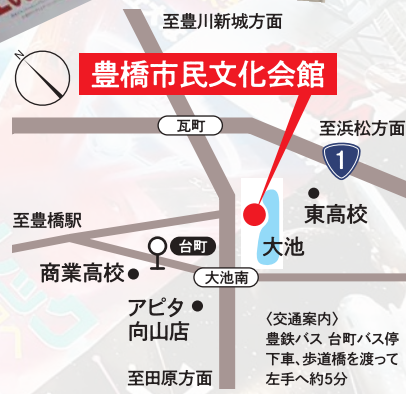 至豊川新城方面
N
豊橋市民文化会館
瓦町
至浜松方面
1
東高校
至豊橋駅
台町
大池
商業高校
大池南
アピタ
向山店
〈交通案内〉
豊鉄バス 台町バス停
下車、歩道橋を渡って
左手へ約5分
至田原方面